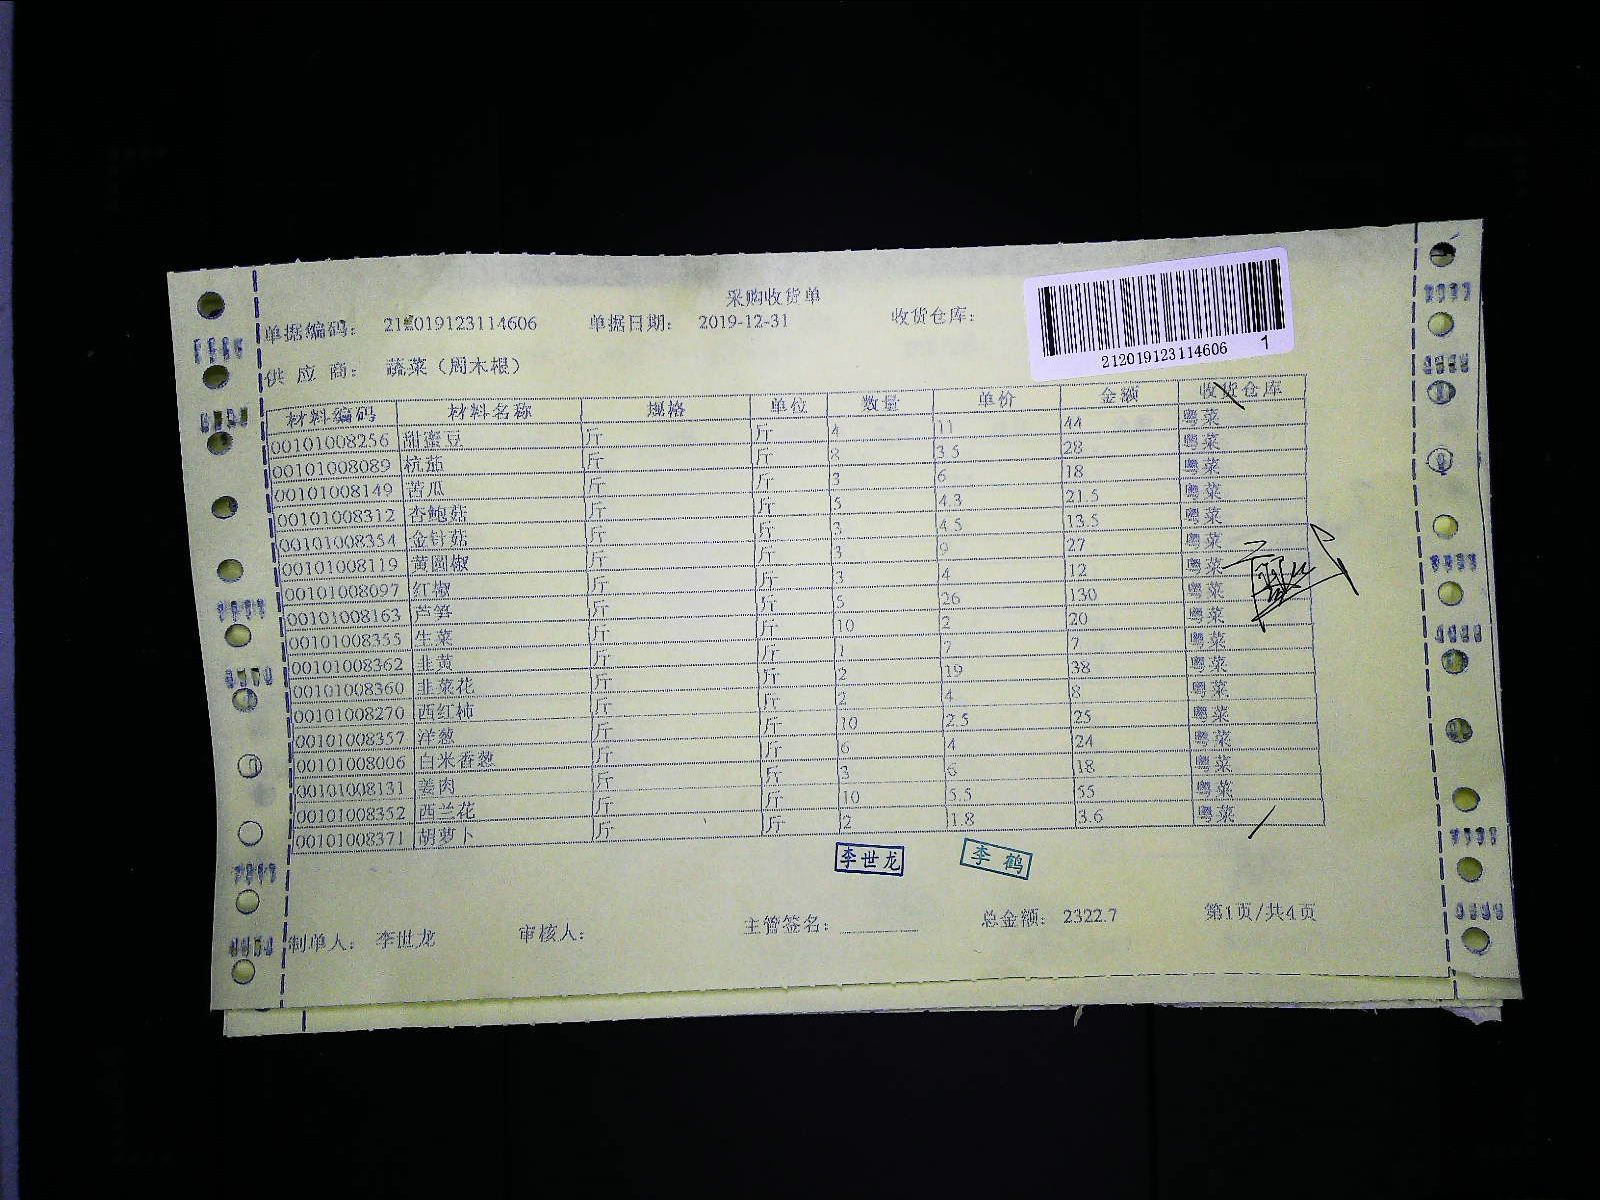 采购收货单
单据编码： 212019123114606 单据日期： 2019-12-31 收货仓库：
212019123114606 1
供应商： 蔬菜（周木根）
材料编码 材料名称 规格 单位 数量 单价 金额 收货仓库
00101008256 甜蜜豆 斤 斤 4 11 44 粤菜
00101008089 杭茄 斤 斤 8 3.5 28 粤菜
00101008149 苦瓜 斤 斤 3 6 18 粤菜
00101008312 杏鲍菇 斤 斤 5 4.3 21.5 粤菜
00101008354 金针菇 斤 斤 3 4.5 13.5 粤菜
00101008119 黄圆椒 斤 斤 3 9 27 粤菜
00101008097 红椒 斤 斤 3 4 12 粤菜
00101008163 芦笋 斤 斤 5 26 130 粤菜
00101008355 生菜 斤 斤 10 2 20 粤菜
00101008362 韭黄 斤 斤 1 7 7 粤菜
00101008360 韭菜花 斤 斤 2 19 38 粤菜
00101008270 西红柿 斤 斤 2 4 8 粤菜
00101008357 洋葱 斤 斤 10 2.5 25 粤菜
00101008006 白米香葱 斤 斤 6 4 24 粤菜
00101008131 姜肉 斤 斤 3 6 18 粤菜
00101008352 西兰花 斤 斤 10 5.5 55 粤菜
00101008371 胡萝卜 斤 斤 2 1.8 3.6 粤菜
李世龙 李鹤
制单人： 李世龙 审核人： 主管签名： 总金额： 2322.7 第1页/共4页